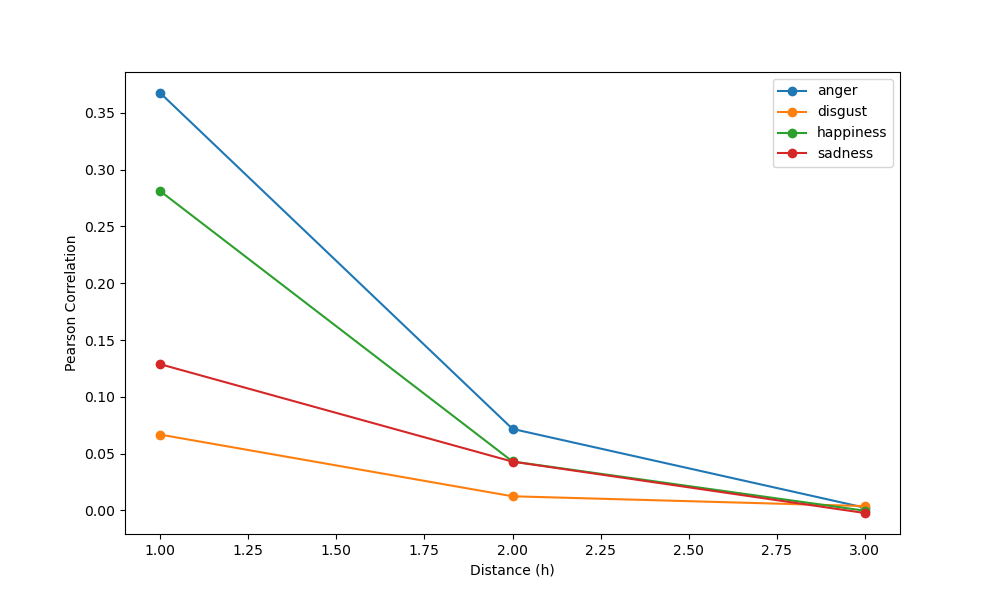 anger
disgust
happiness
sadness
Pearson Correlation
0.35
0.30
0.25
0.20
0.15
0.10
0.05
0.00
1.00 1.25 1.50 1.75 2.00 2.25 2.50 2.75 3.00
Distance (h)